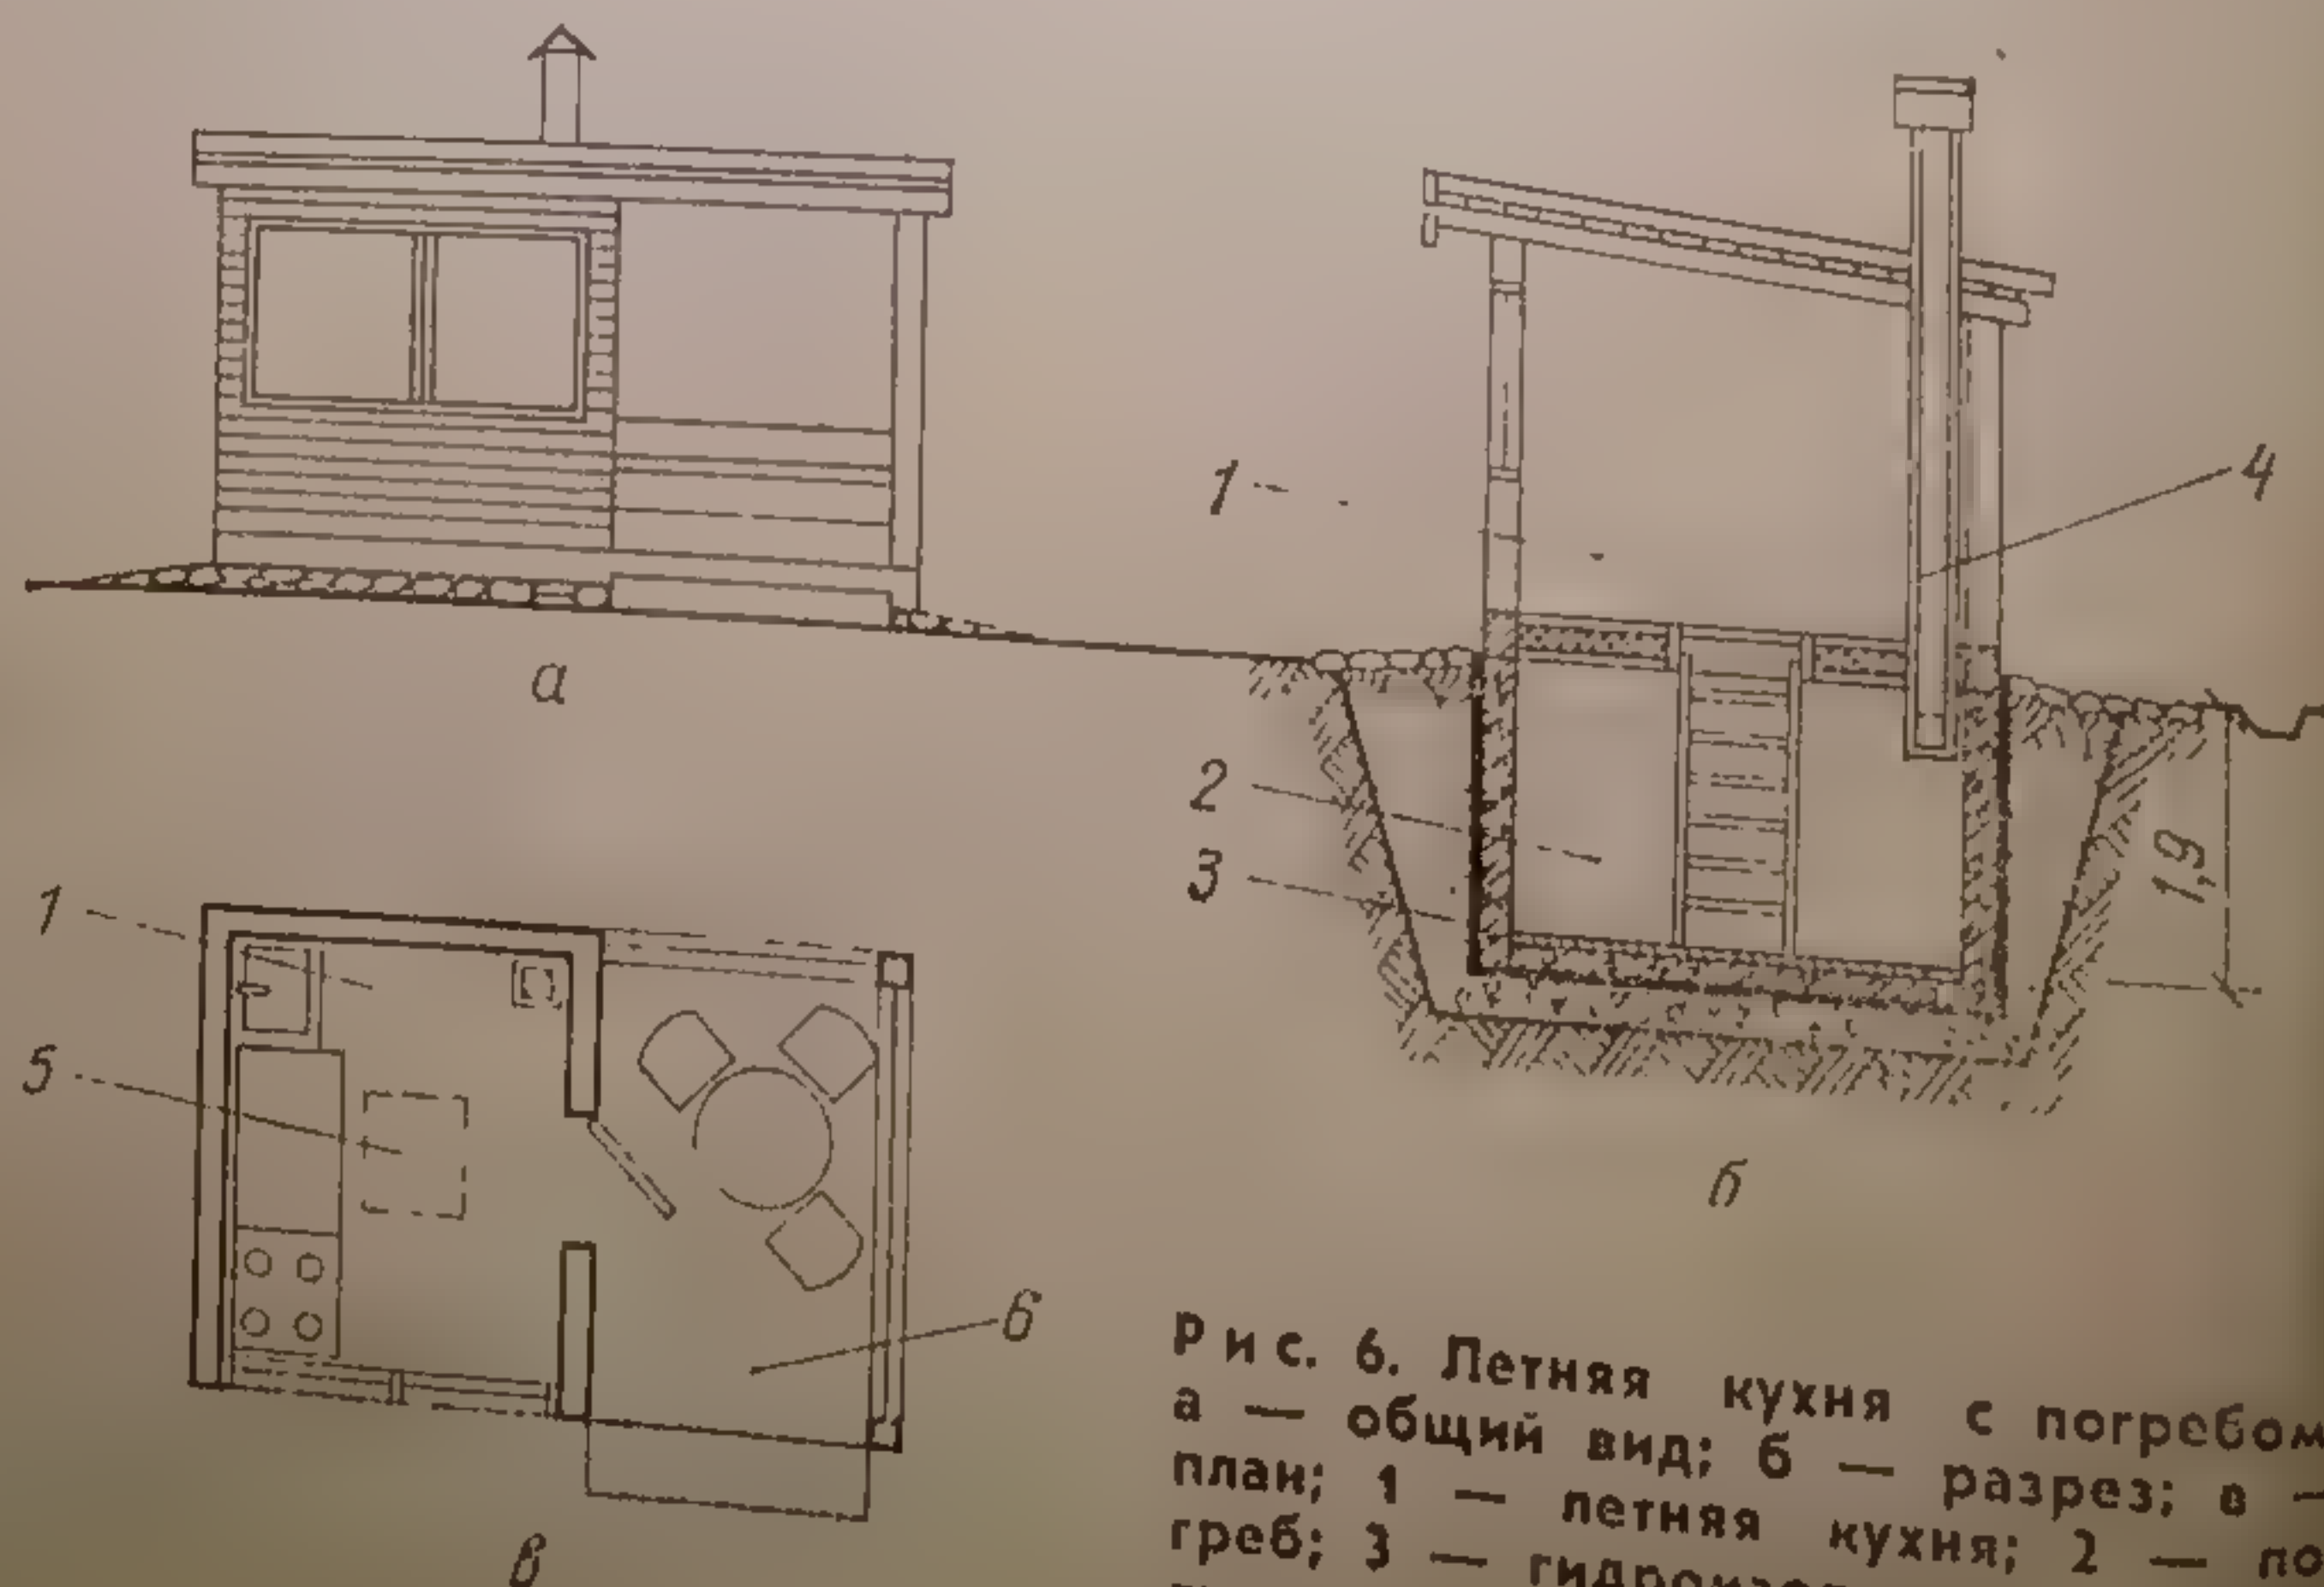 а
1
4
2
3
1,9
б
1
5
6
в
Рис. 6. Летняя кухня с погребом
а — общий вид; б — разрез; в —
план; 1 — летняя кухня; 2 — по
греб; 3 —